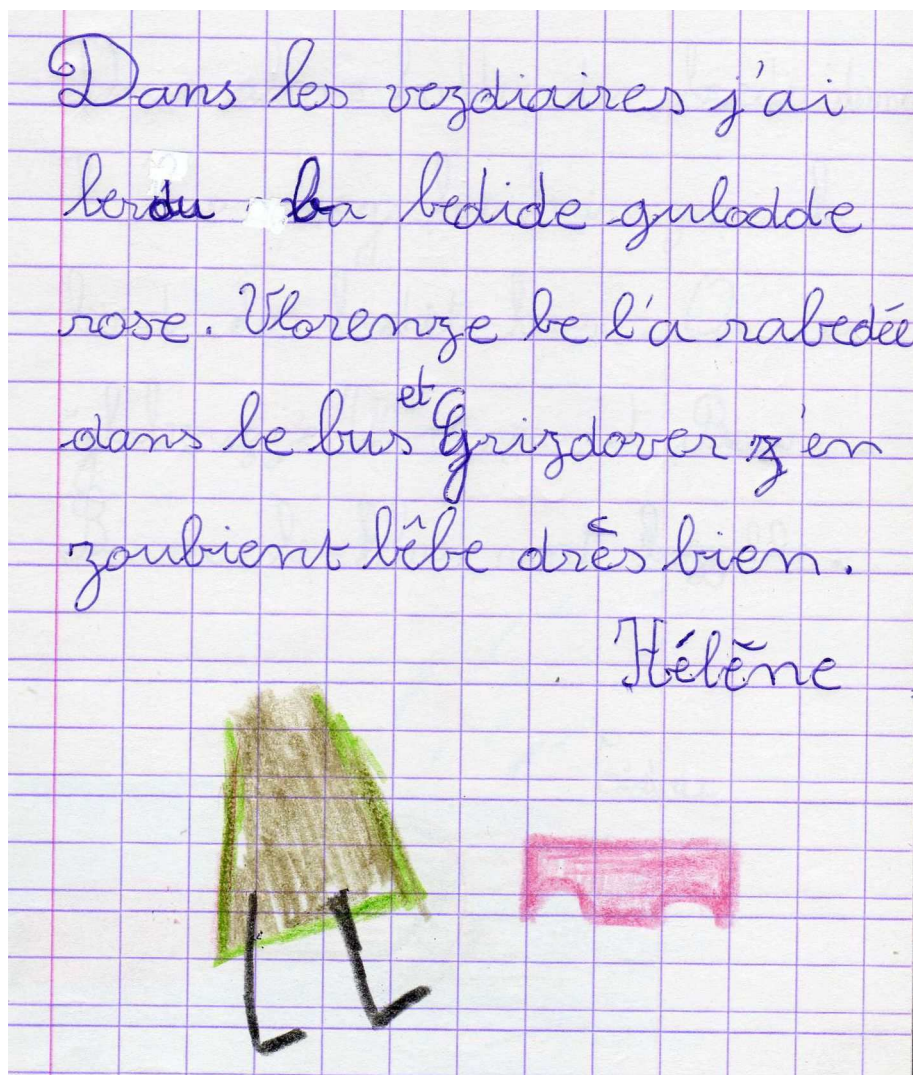 Dans les vezdiaires j'ai
berdu ba bedide gulodde
rose. Vlorenze be l'a rabedée
dans le bus et Grizdover z'en
zoubient bêbe drès bien.
Hélène